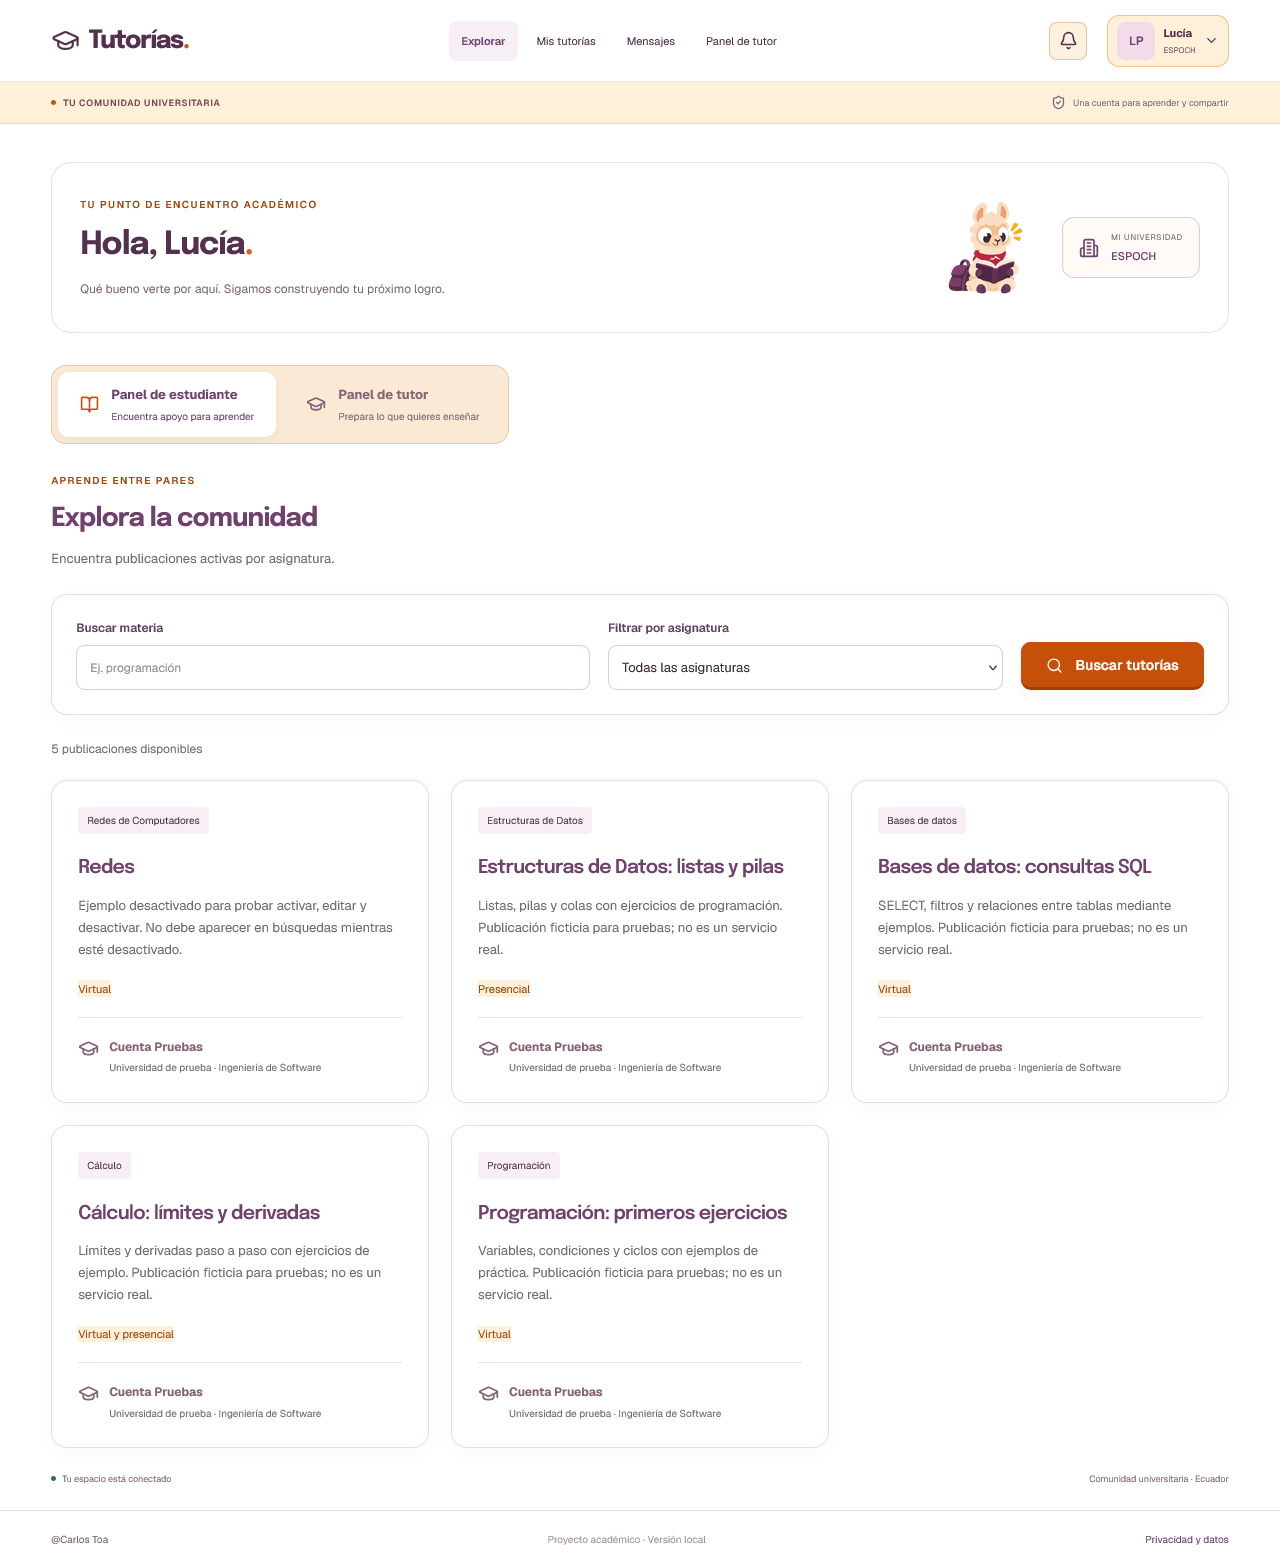 Tutorías.
Explorar
Mis tutorías
Mensajes
Panel de tutor
LP
Lucía
ESPOCH
TU COMUNIDAD UNIVERSITARIA
Una cuenta para aprender y compartir
TU PUNTO DE ENCUENTRO ACADÉMICO
Hola, Lucía.
Qué bueno verte por aquí. Sigamos construyendo tu próximo logro.
MI UNIVERSIDAD
ESPOCH
Panel de estudiante
Encuentra apoyo para aprender
Panel de tutor
Prepara lo que quieres enseñar
APRENDE ENTRE PARES
Explora la comunidad
Encuentra publicaciones activas por asignatura.
Buscar materia
Ej. programación
Filtrar por asignatura
Todas las asignaturas
Buscar tutorías
5 publicaciones disponibles
Redes de Computadores
Redes
Ejemplo desactivado para probar activar, editar y
desactivar. No debe aparecer en búsquedas mientras
esté desactivado.
Virtual
Cuenta Pruebas
Universidad de prueba · Ingeniería de Software
Estructuras de Datos
Estructuras de Datos: listas y pilas
Listas, pilas y colas con ejercicios de programación.
Publicación ficticia para pruebas; no es un servicio
real.
Presencial
Cuenta Pruebas
Universidad de prueba · Ingeniería de Software
Bases de datos
Bases de datos: consultas SQL
SELECT, filtros y relaciones entre tablas mediante
ejemplos. Publicación ficticia para pruebas; no es un
servicio real.
Virtual
Cuenta Pruebas
Universidad de prueba · Ingeniería de Software
Cálculo
Cálculo: límites y derivadas
Límites y derivadas paso a paso con ejercicios de
ejemplo. Publicación ficticia para pruebas; no es un
servicio real.
Virtual y presencial
Cuenta Pruebas
Universidad de prueba · Ingeniería de Software
Programación
Programación: primeros ejercicios
Variables, condiciones y ciclos con ejemplos de
práctica. Publicación ficticia para pruebas; no es un
servicio real.
Virtual
Cuenta Pruebas
Universidad de prueba · Ingeniería de Software
Tu espacio está conectado
Comunidad universitaria · Ecuador
@Carlos Toa
Proyecto académico · Versión local
Privacidad y datos